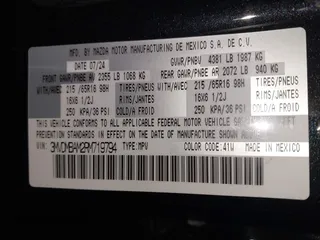 MFG. BY MAZDA MOTOR MANUFACTURING DE MEXICO S.A. DE C.V.
DATE 07/24 GVWR/PNBV 4381 LB 1987 KG
FRONT GAWR/PNBE AV 2355 LB 1068 KG REAR GAWR/PNBE AR 2072 LB 940 KG
WITH/AVEC 215/65R16 98H TIRES/PNEUS WITH/AVEC 215/65R16 98H TIRES/PNEUS
16X6 1/2J RIMS/JANTES 16X6 1/2J RIMS/JANTES
250 KPA/36 PSI COLD/A FROID 250 KPA/36 PSI COLD/A FROID
THIS VEHICLE CONFORMS TO ALL APPLICABLE FEDERAL MOTOR VEHICLE SAFETY
THEFT PREVENTION STANDARDS IN EFFECT ON THE DATE OF MANUFACTURE SHOWN ABOVE.
TYPE: MPV COLOR/COULEUR: 41W MADE IN MEXICO